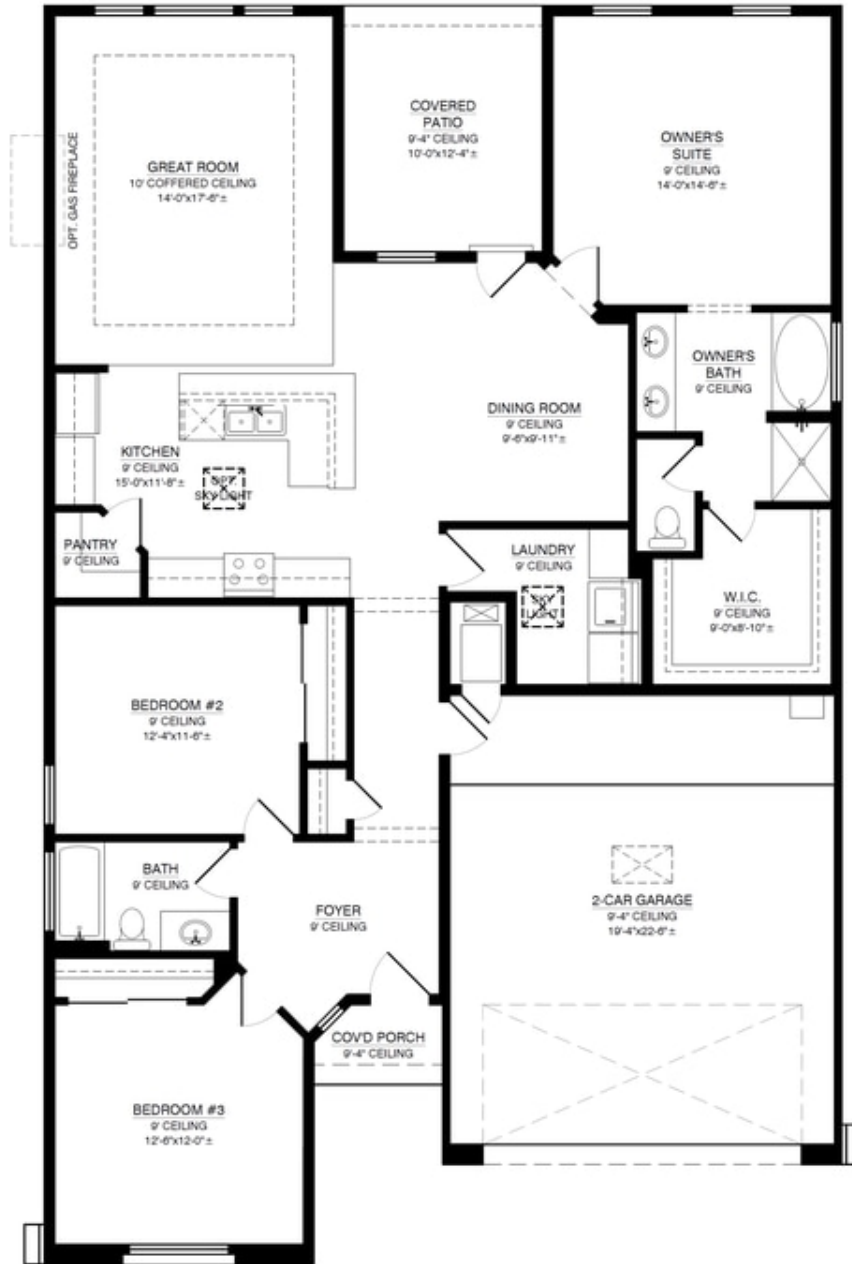 COVERED
PATIO
9'-4" CEILING
10'-0"x12'-4"±
OWNER'S
SUITE
9' CEILING
14'-0"x14'-6"±
OPT. GAS FIREPLACE
GREAT ROOM
10' COFFERED CEILING
14'-0"x17'-6"±
OWNER'S
BATH
9' CEILING
DINING ROOM
9' CEILING
9'-6"x9'-11"±
KITCHEN
9' CEILING
15'-0"x11'-8"±
OPT.
SKYLIGHT
PANTRY
9' CEILING
LAUNDRY
9' CEILING
SKY
LIGHT
W.I.C.
9' CEILING
9'-0"x8'-10"±
BEDROOM #2
9' CEILING
12'-4"x11'-6"±
BATH
9' CEILING
FOYER
9' CEILING
2-CAR GARAGE
9'-4" CEILING
19'-4"x22'-6"±
COV'D PORCH
9'-4" CEILING
BEDROOM #3
9' CEILING
12'-6"x12'-0"±